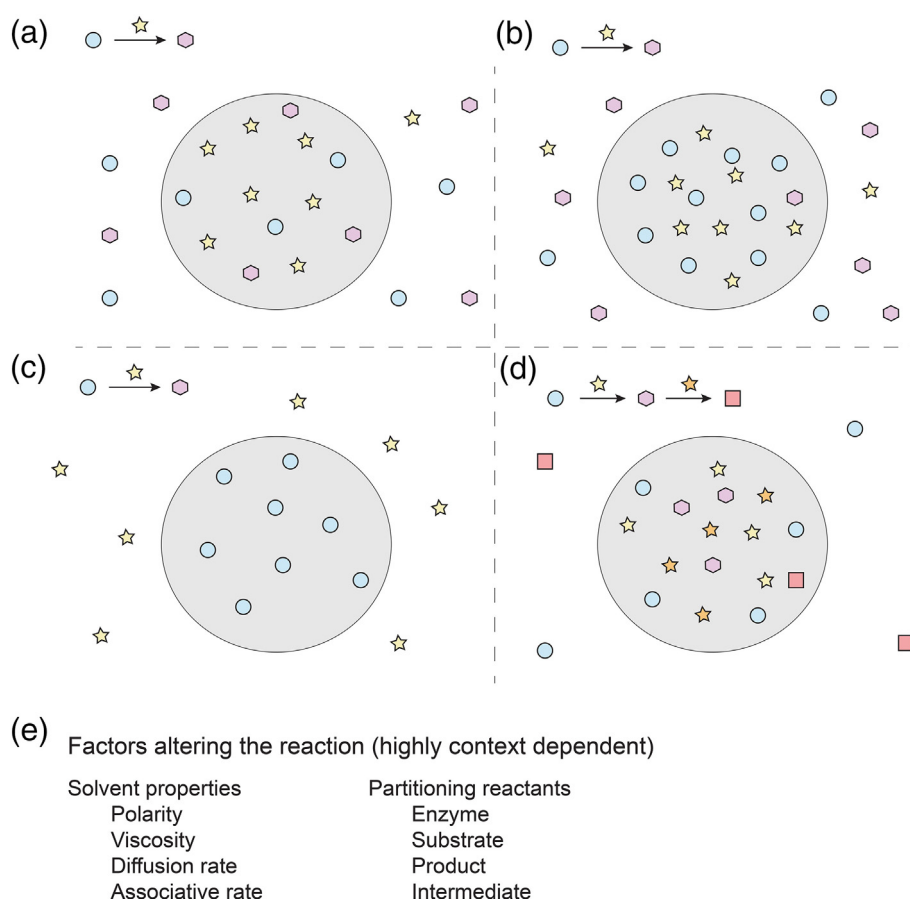 (a)
(b)
(c)
(d)
(e)
Factors altering the reaction (highly context dependent)
Solvent properties
Polarity
Viscosity
Diffusion rate
Associative rate
Partitioning reactants
Enzyme
Substrate
Product
Intermediate